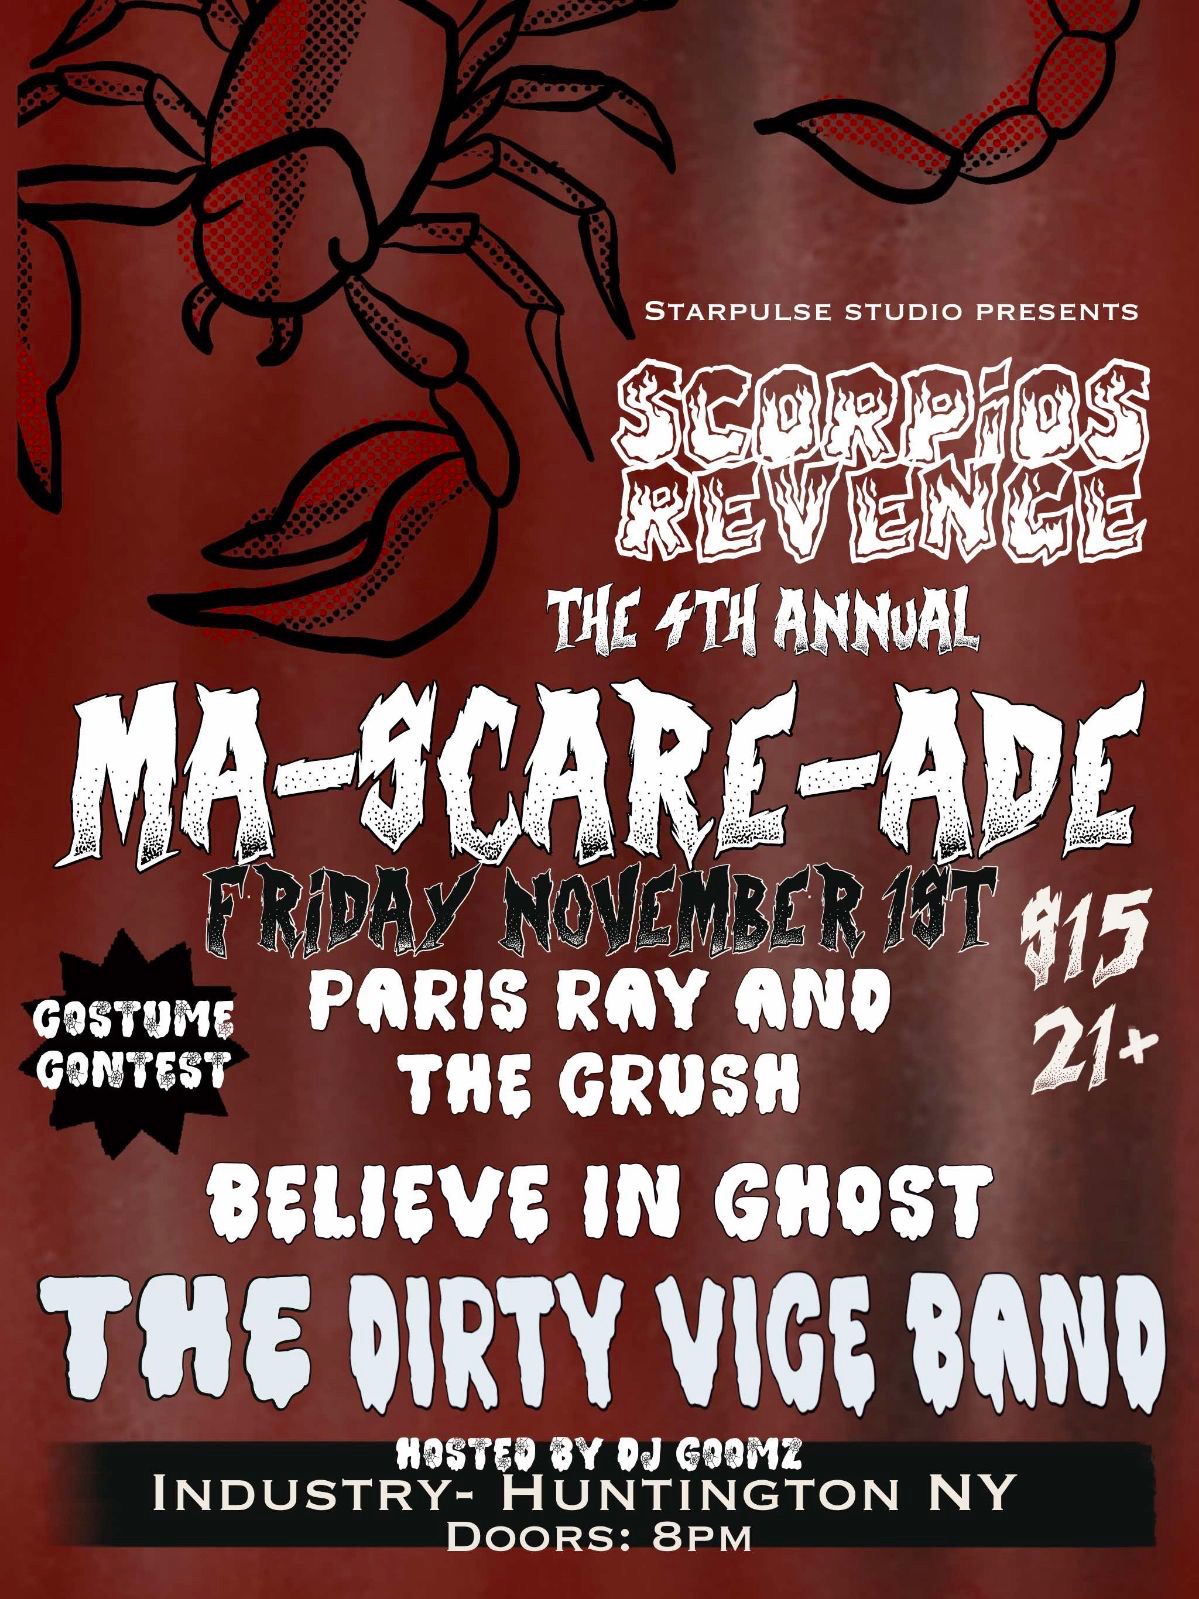 STARPULSE STUDIO PRESENTS
SCORPiOS
REVENGE
THE 4TH ANNUAL
MA-SCARE-ADE
FRiDAY NOVEMBER 1ST
$15
21+
COSTUME
CONTEST
PARIS RAY AND
THE CRUSH
BELIEVE IN GHOST
THE DIRTY VICE BAND
HOSTED BY DJ GOOMZ
INDUSTRY- HUNTINGTON NY
DOORS: 8PM